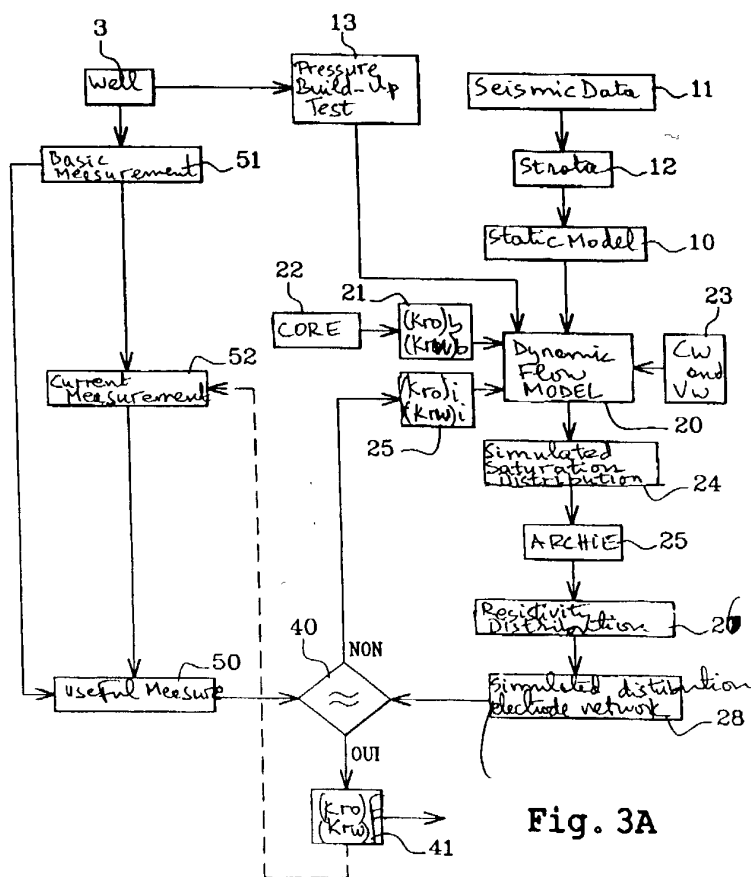 3
Well
13
Pressure
Build-Up
Test
Seismic Data
11
Basic
Measurement
51
Strata
12
Static Model
10
22
CORE
21
(Kro)b
(Krw)b
Dynamic
Flow
MODEL
20
23
Cw
and
Vw
52
Current
Measurement
(Kro)i
(Krw)i
25
Simulated
Saturation
Distribution
24
ARCHIE
25
Resistivity
Distribution
26
50
Useful Measure
40
≈
NON
OUI
Simulated distribution
electrode network
28
(Kro)
(Krw)
41
Fig. 3A